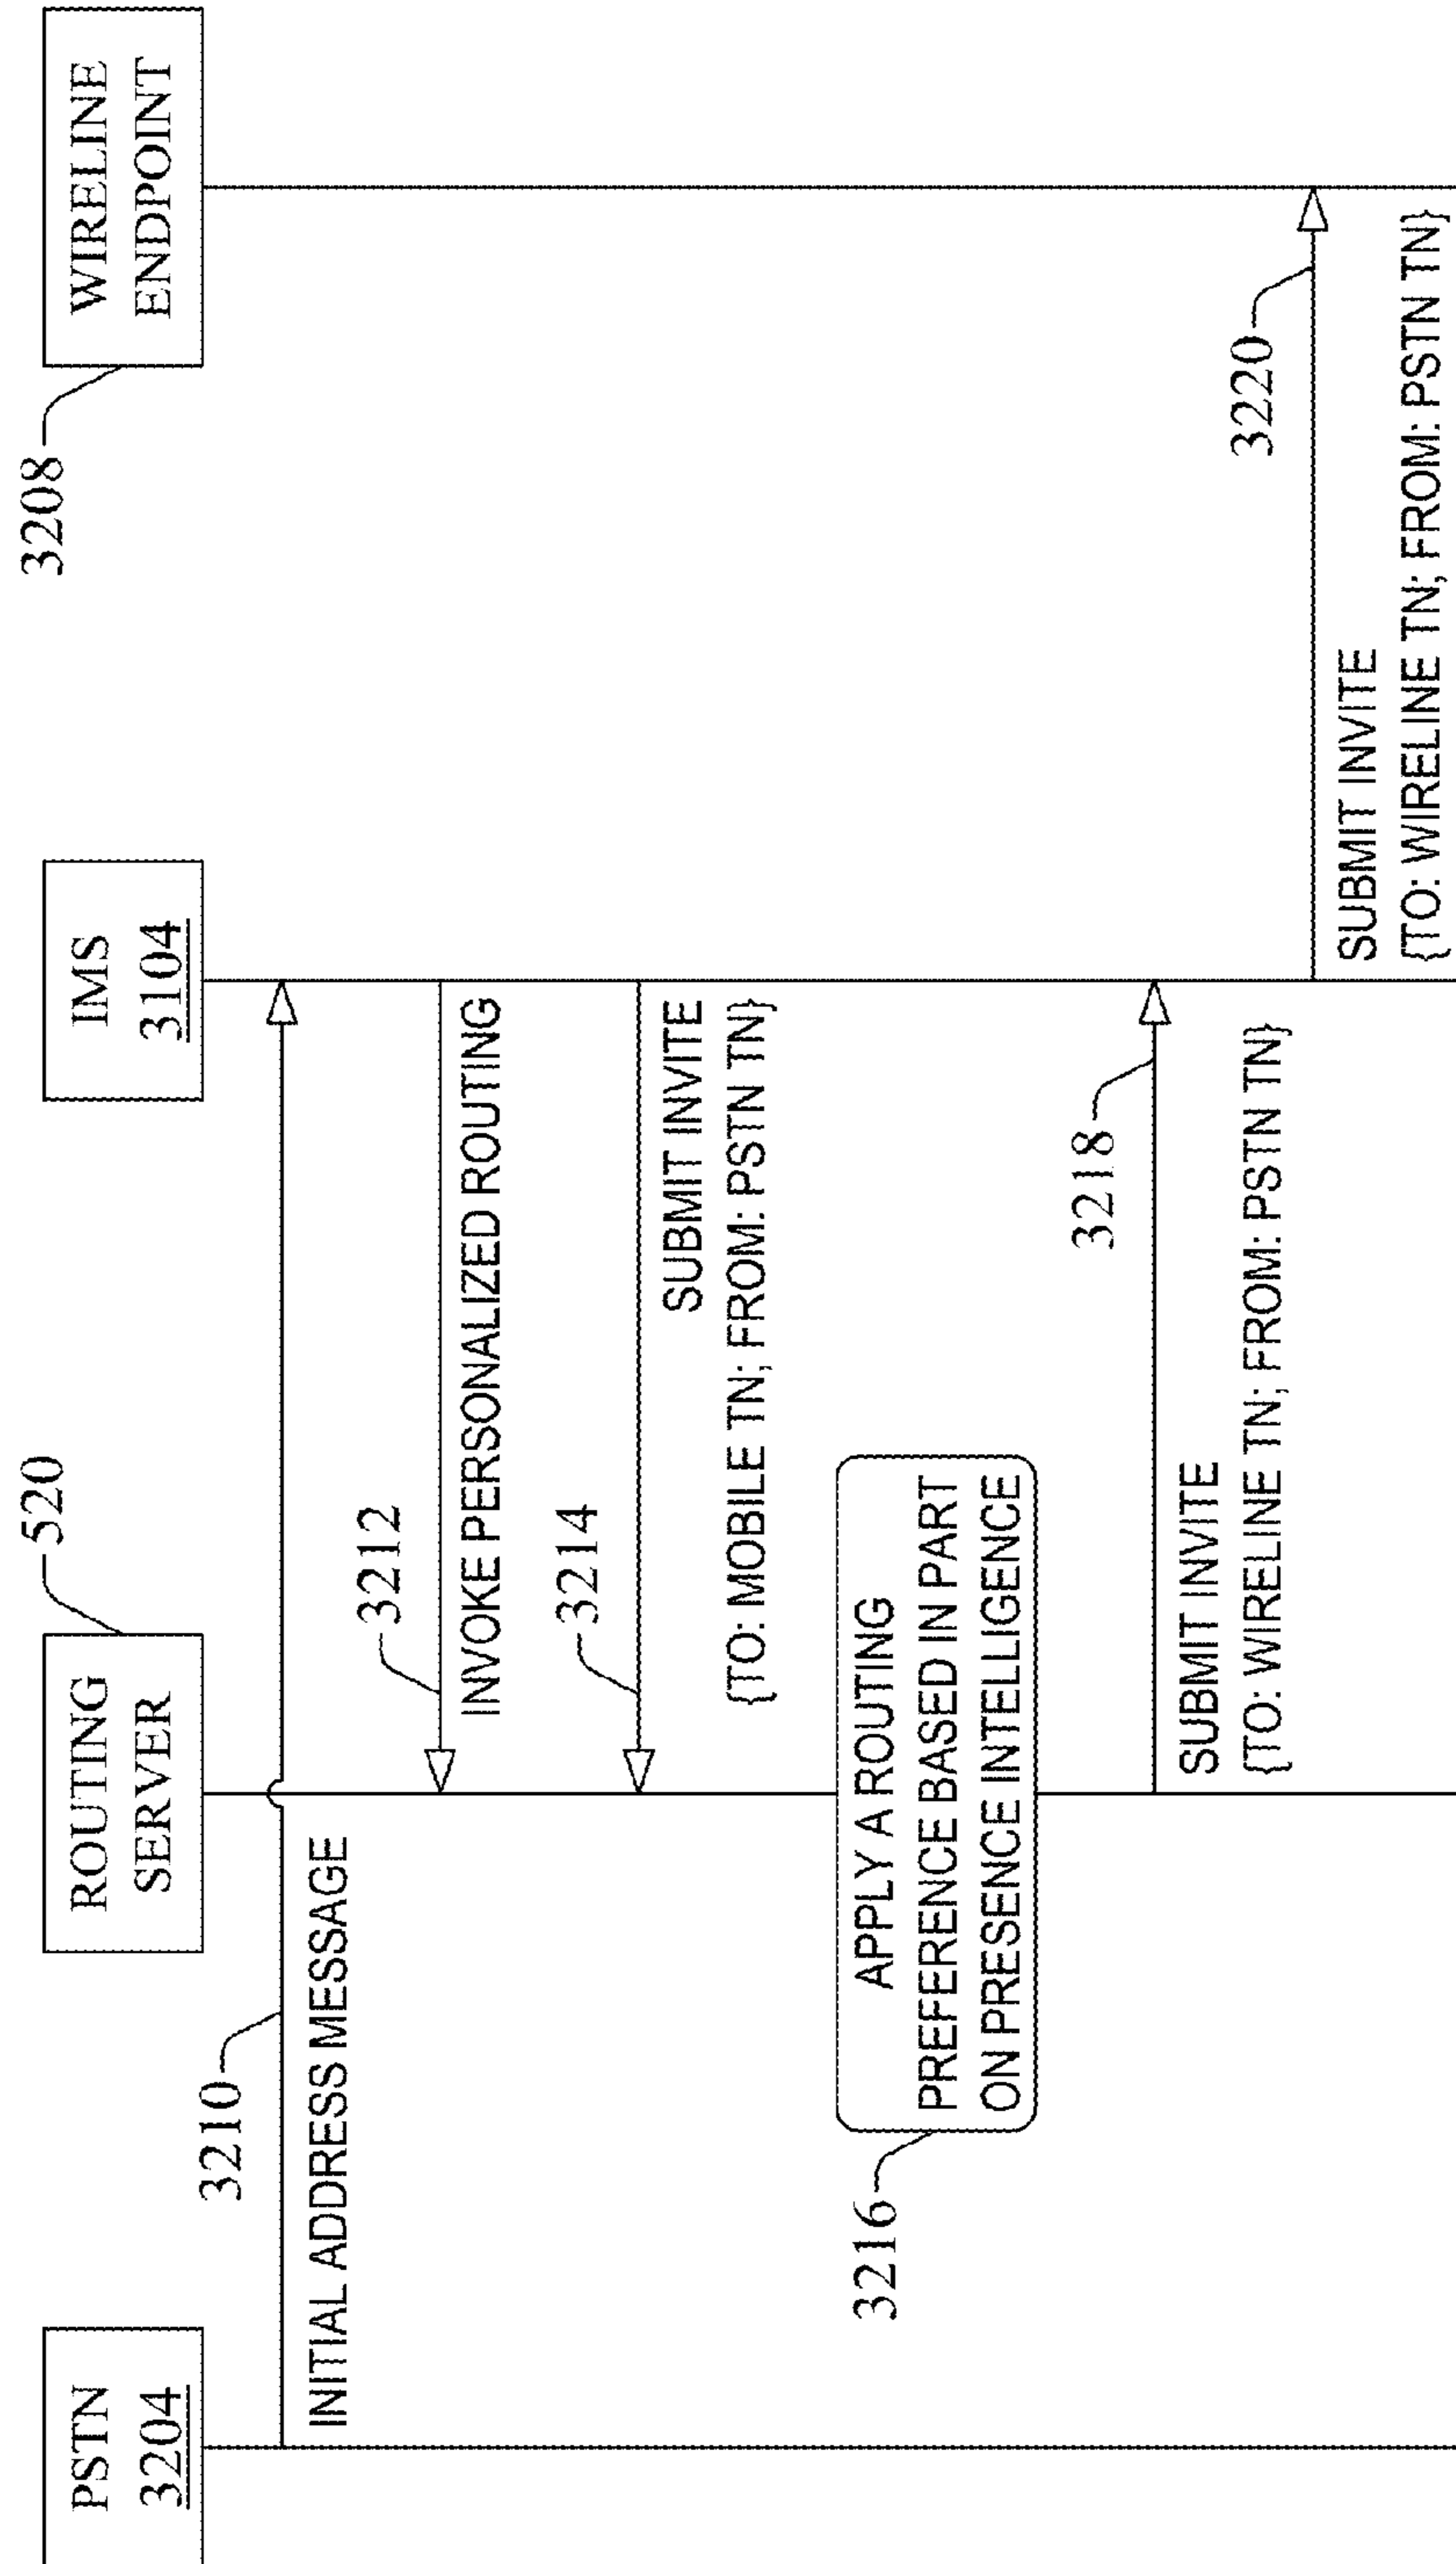 PSTN
3204
ROUTING
SERVER
520
IMS
3104
WIRELINE
ENDPOINT
3208
3210
INITIAL ADDRESS MESSAGE
3212
INVOKE PERSONALIZED ROUTING
3214
SUBMIT INVITE
{TO: MOBILE TN; FROM: PSTN TN}
3216
APPLY A ROUTING
PREFERENCE BASED IN PART
ON PRESENCE INTELLIGENCE
3218
SUBMIT INVITE
{TO: WIRELINE TN; FROM: PSTN TN}
3220
SUBMIT INVITE
{TO: WIRELINE TN; FROM: PSTN TN}